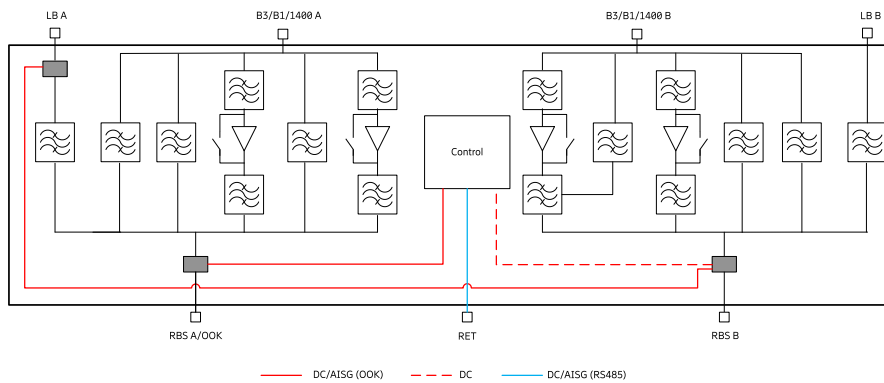 LB A
B3/B1/1400 A
B3/B1/1400 B
LB B
Control
RBS A/OOK
RET
RBS B
DC/AISG (OOK)
DC
DC/AISG (RS485)